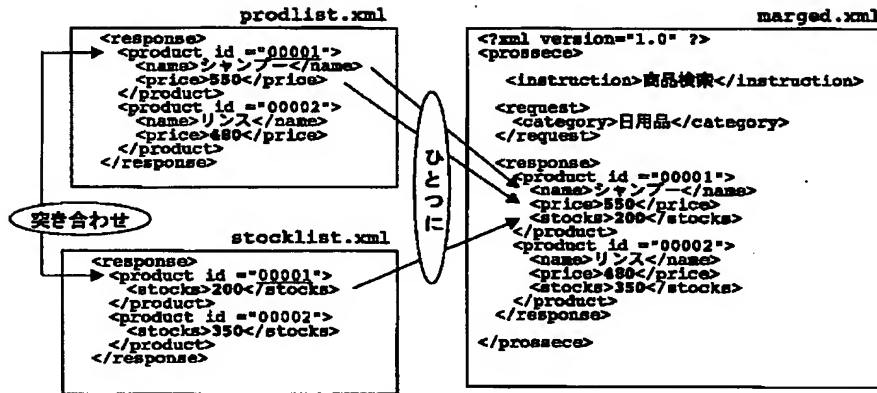 prodlist.xml
<response>
<product id ="00001">
<name>シャンプー</name>
<price>550</price>
</product>
<product id ="00002">
<name>リンス</name>
<price>480</price>
</product>
</response>
突き合わせ
stocklist.xml
<response>
<product id ="00001">
<stocks>200</stocks>
</product>
<product id ="00002">
<stocks>350</stocks>
</product>
</response>
ひとつに
marged.xml
<?xml version="1.0" ?>
<prossece>
<instruction>商品検索</instruction>
<request>
<category>日用品</category>
</request>
<response>
<product id ="00001">
<name>シャンプー</name>
<price>550</price>
<stocks>200</stocks>
</product>
<product id ="00002">
<name>リンス</name>
<price>480</price>
<stocks>350</stocks>
</product>
</response>
</prossece>